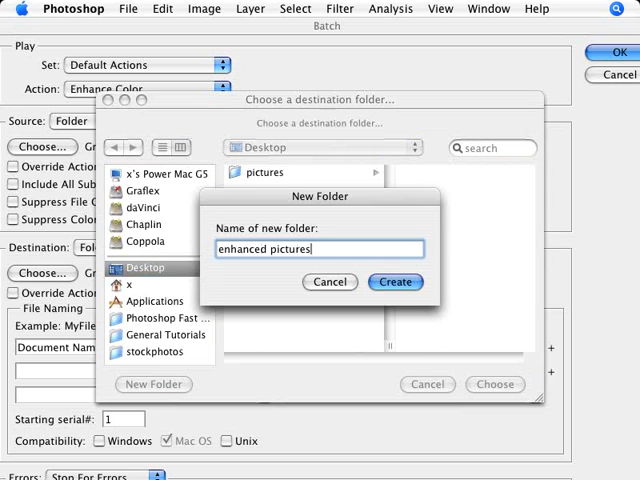 Photoshop File Edit Image Layer Select Filter Analysis View Window Help
Batch
Play
Set: Default Actions
OK
Cancel
Action: Enhance Color
Choose a destination folder...
Choose a destination folder...
Source: Folder
Choose...
Desktop
search
Override Actio
Include All Sub
Suppress File O
Suppress Color
x's Power Mac G5
Graflex
daVinci
Chaplin
Coppola
Desktop
x
Applications
Photoshop Fast ...
General Tutorials
stockphotos
pictures
New Folder
Name of new folder:
enhanced pictures
Cancel
Create
Destination: Fol
Choose...
Override Action
File Naming
Example: MyFile
Document Nam
+
+
New Folder
Cancel
Choose
Starting serial#: 1
Compatibility: Windows Mac OS Unix
Errors: Stop For Errors